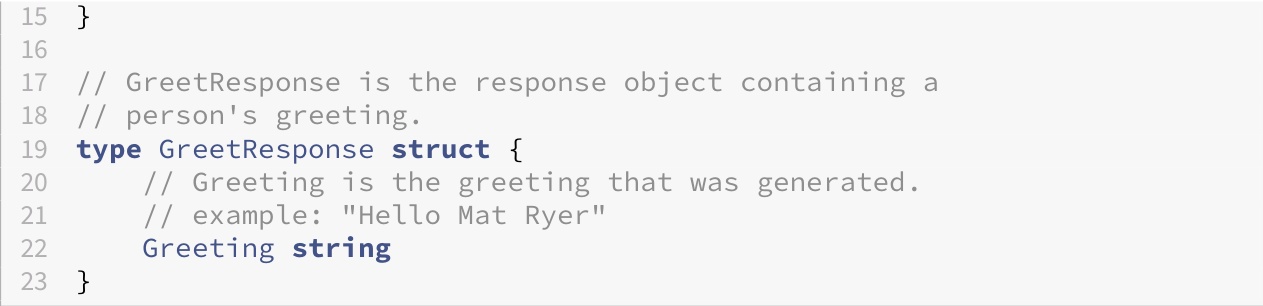 15 }
16
17 // GreetResponse is the response object containing a
18 // person's greeting.
19 type GreetResponse struct {
20     // Greeting is the greeting that was generated.
21     // example: "Hello Mat Ryer"
22     Greeting string
23 }